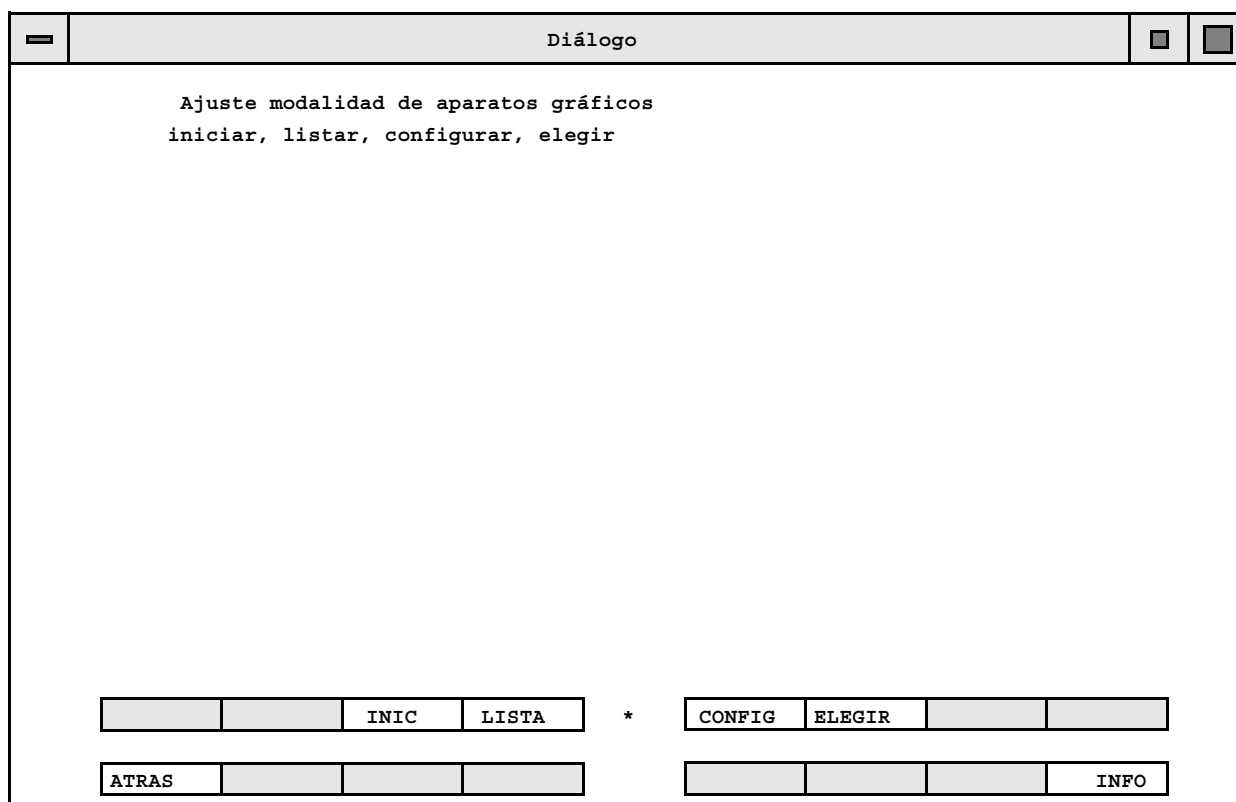 Diálogo
Ajuste modalidad de aparatos gráficos
iniciar, listar, configurar, elegir
INIC LISTA * CONFIG ELEGIR
ATRAS INFO